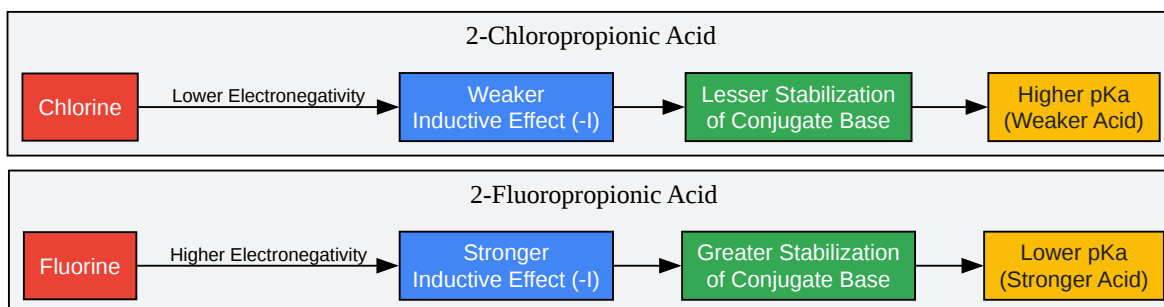 2-Chloropropionic Acid
Chlorine
Lower Electronegativity
Weaker
Inductive Effect (-I)
Lesser Stabilization
of Conjugate Base
Higher pKa
(Weaker Acid)
2-Fluoropropionic Acid
Fluorine
Higher Electronegativity
Stronger
Inductive Effect (-I)
Greater Stabilization
of Conjugate Base
Lower pKa
(Stronger Acid)